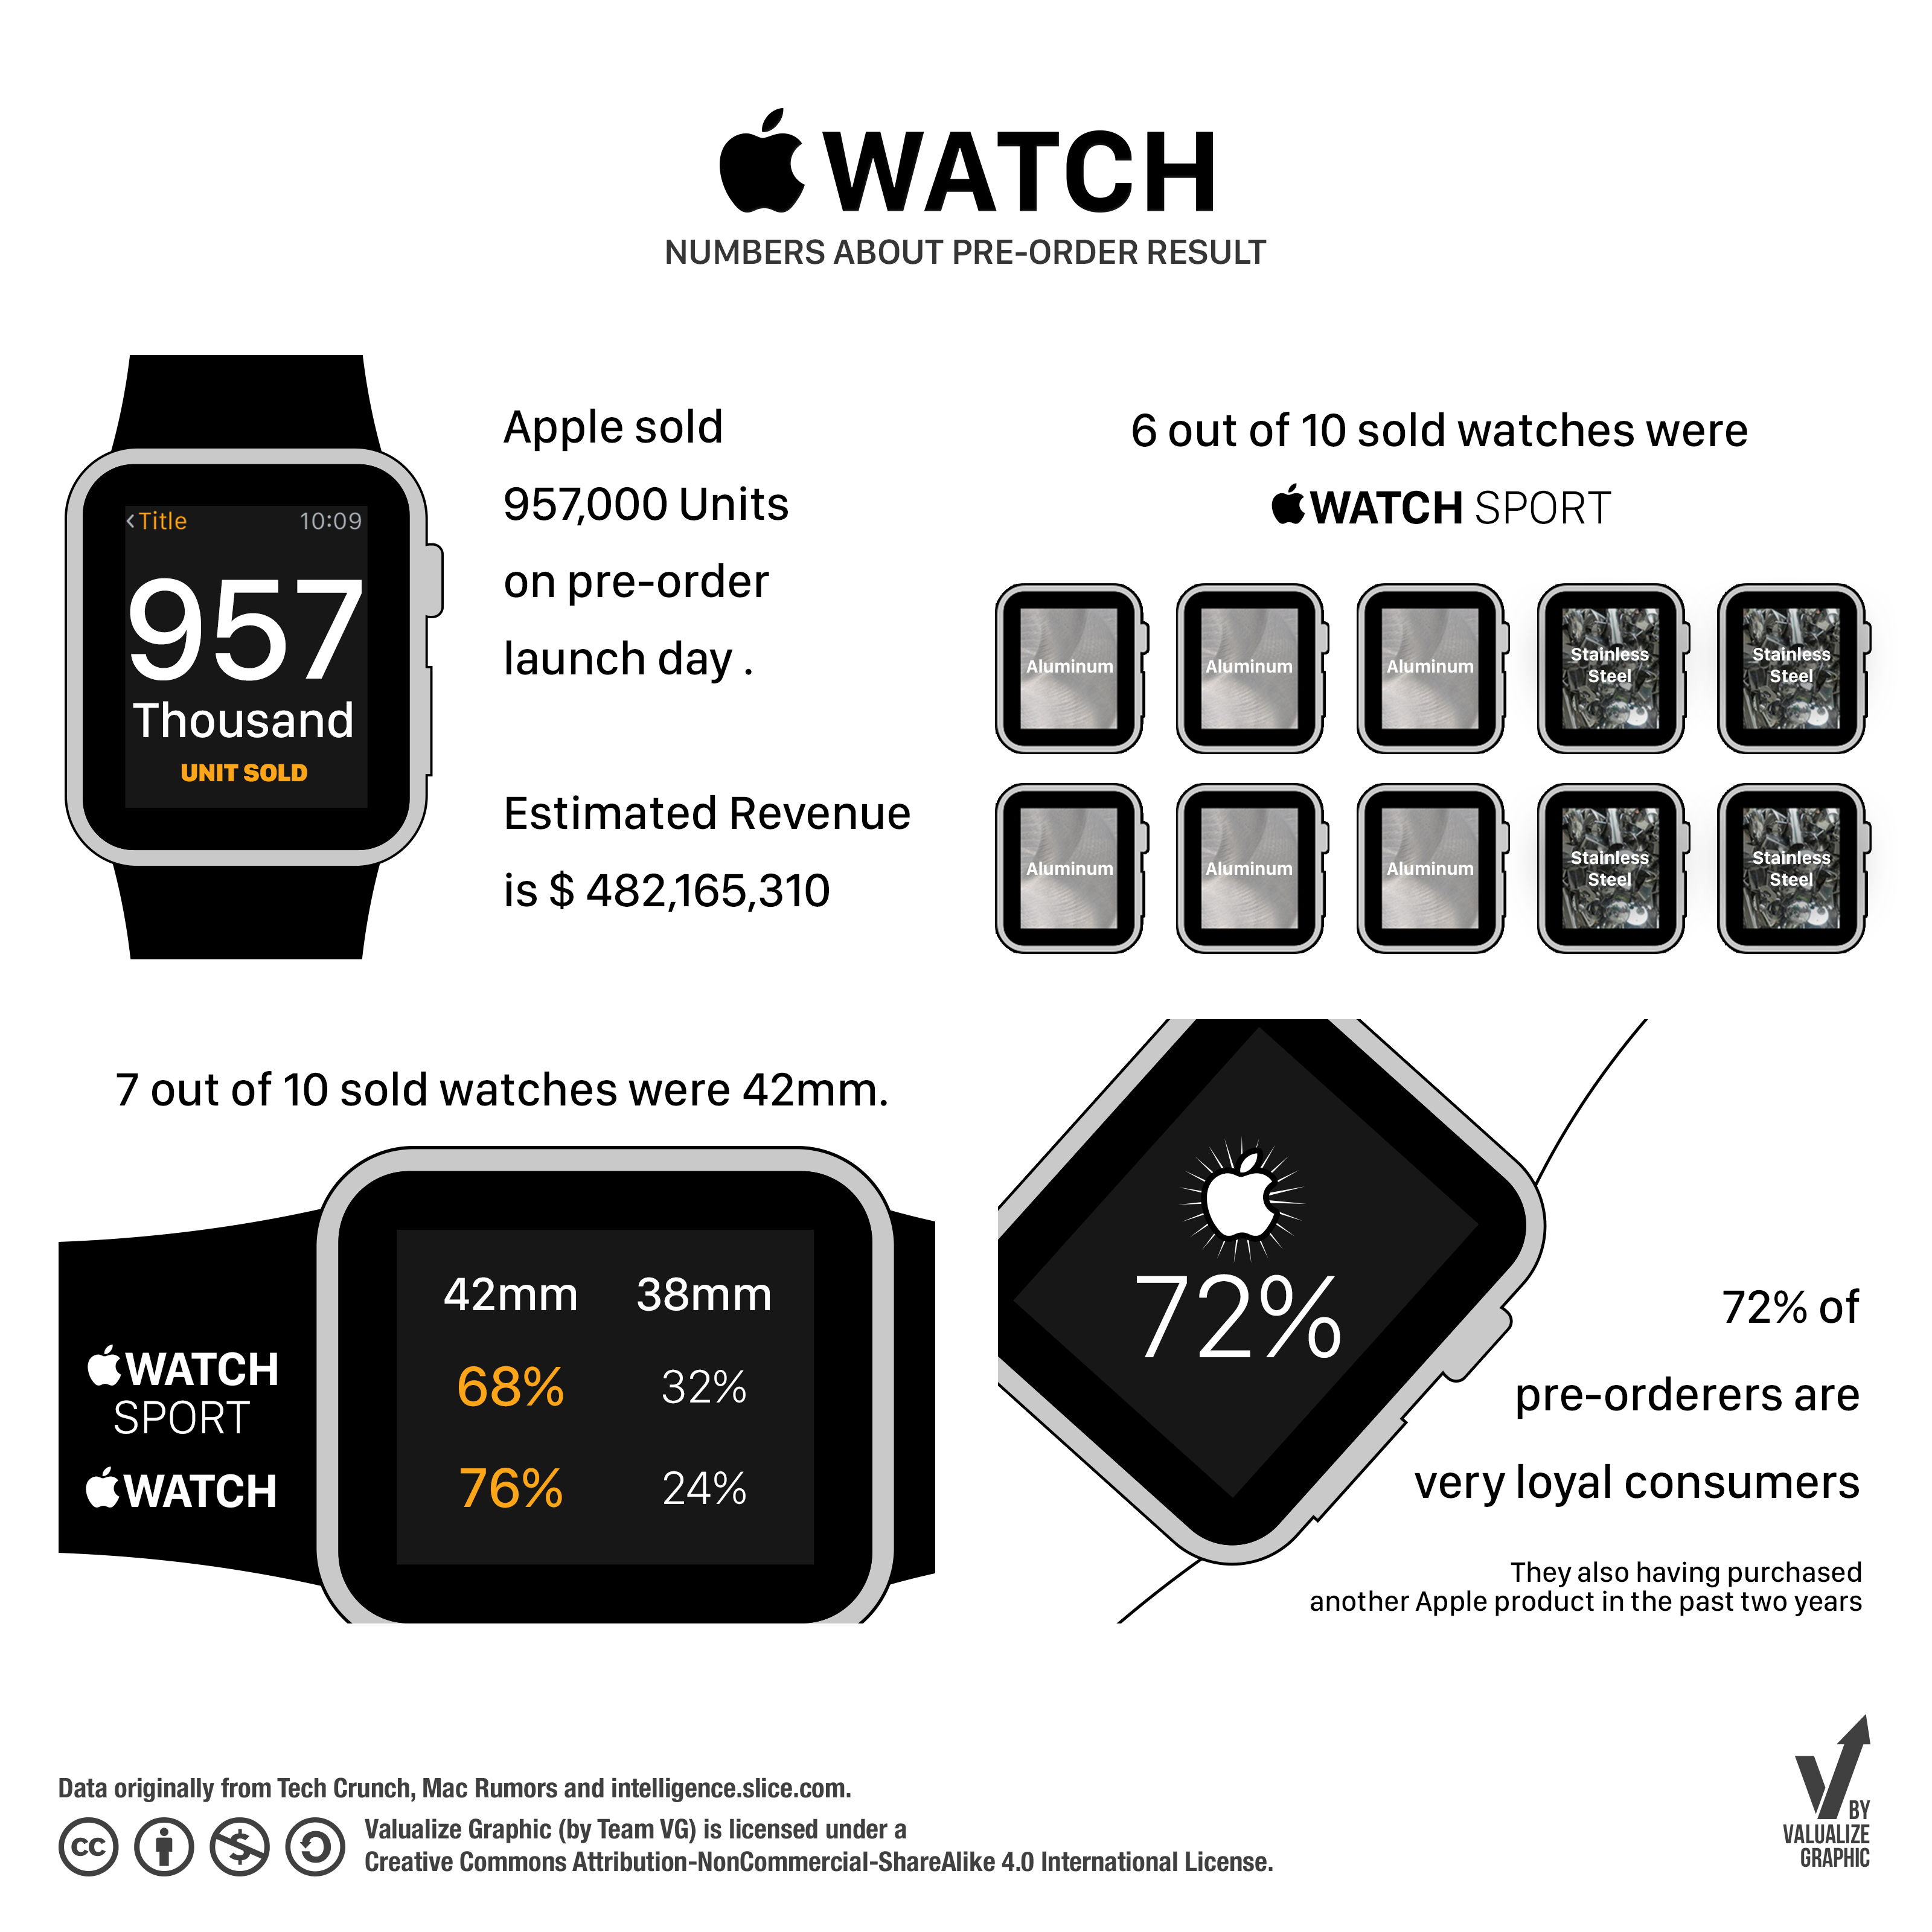 WATCH
NUMBERS ABOUT PRE-ORDER RESULT
<Title 10:09
957
Thousand
UNIT SOLD
Apple sold
957,000 Units
on pre-order
launch day .
Estimated Revenue
is $ 482,165,310
6 out of 10 sold watches were
WATCH SPORT
Aluminum Aluminum Aluminum Stainless Steel Stainless Steel
Aluminum Aluminum Aluminum Stainless Steel Stainless Steel
7 out of 10 sold watches were 42mm.
42mm 38mm
WATCH SPORT 68% 32%
WATCH 76% 24%
72%
72% of
pre-orderers are
very loyal consumers
They also having purchased
another Apple product in the past two years
Data originally from Tech Crunch, Mac Rumors and intelligence.slice.com.
cc
Valualize Graphic (by Team VG) is licensed under a
Creative Commons Attribution-NonCommercial-ShareAlike 4.0 International License.
BY
VALUALIZE
GRAPHIC